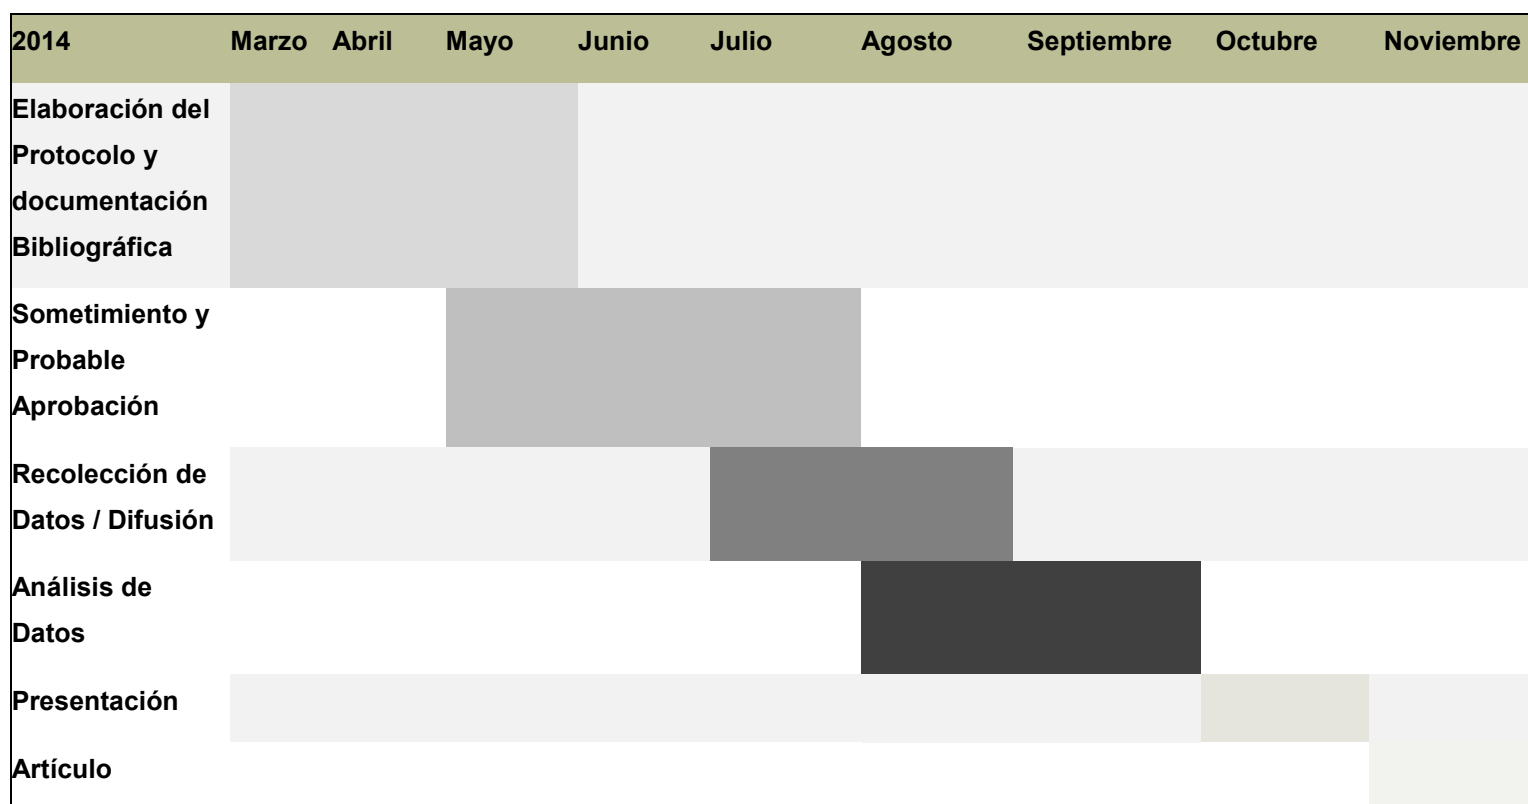 2014 Marzo Abril Mayo Junio Julio Agosto Septiembre Octubre Noviembre
Elaboración del
Protocolo y
documentación
Bibliográfica
Sometimiento y
Probable
Aprobación
Recolección de
Datos / Difusión
Análisis de
Datos
Presentación
Artículo